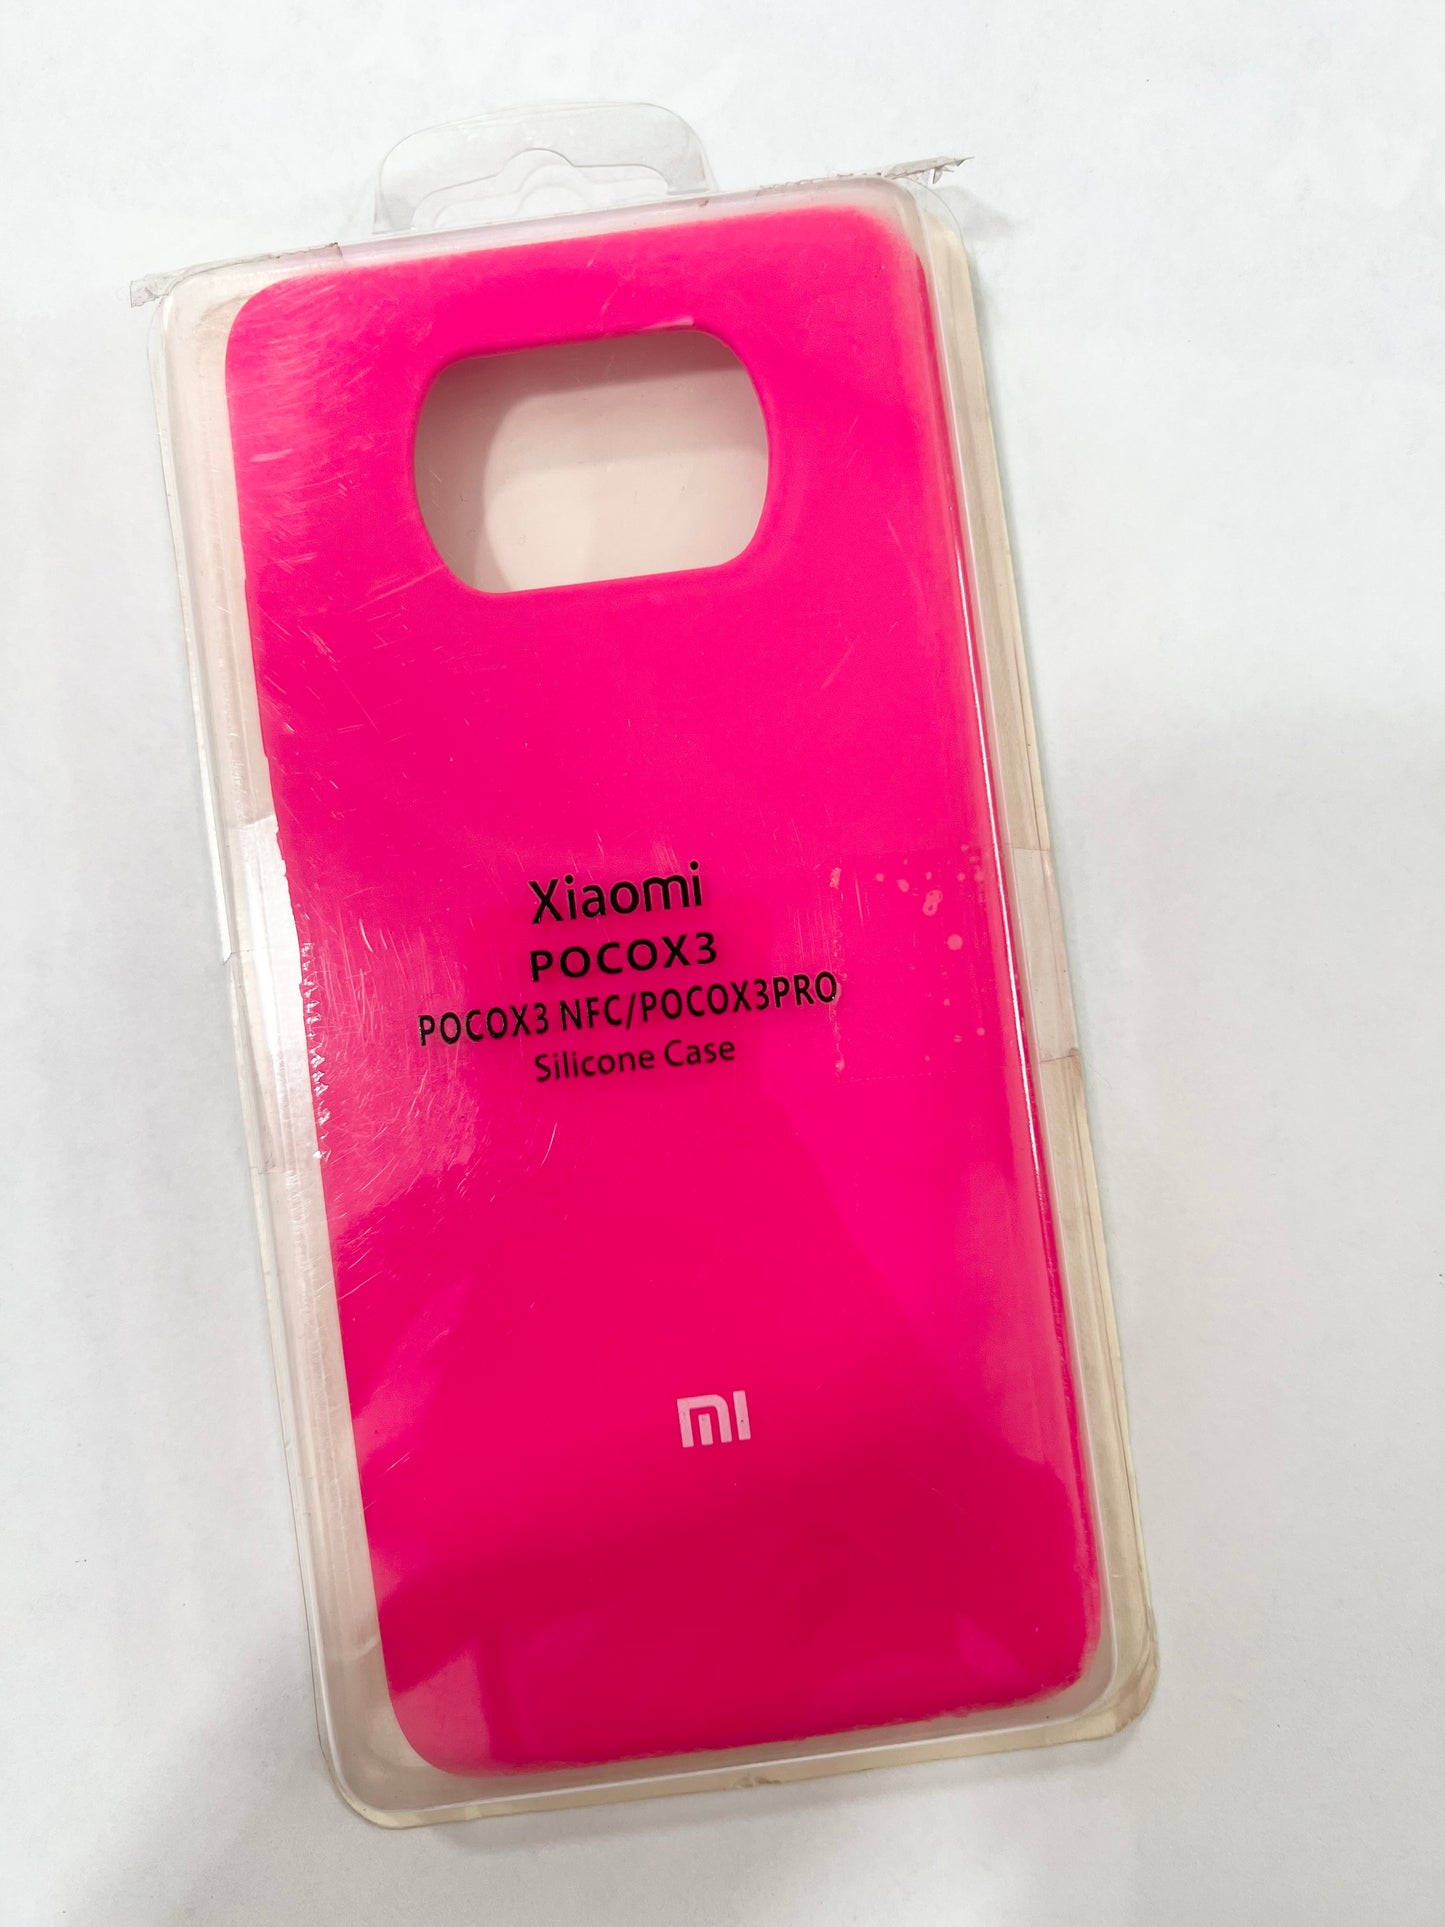 Xiaomi
POCOX3
POCOX3 NFC/POCOX3PRO
Silicone Case
mi